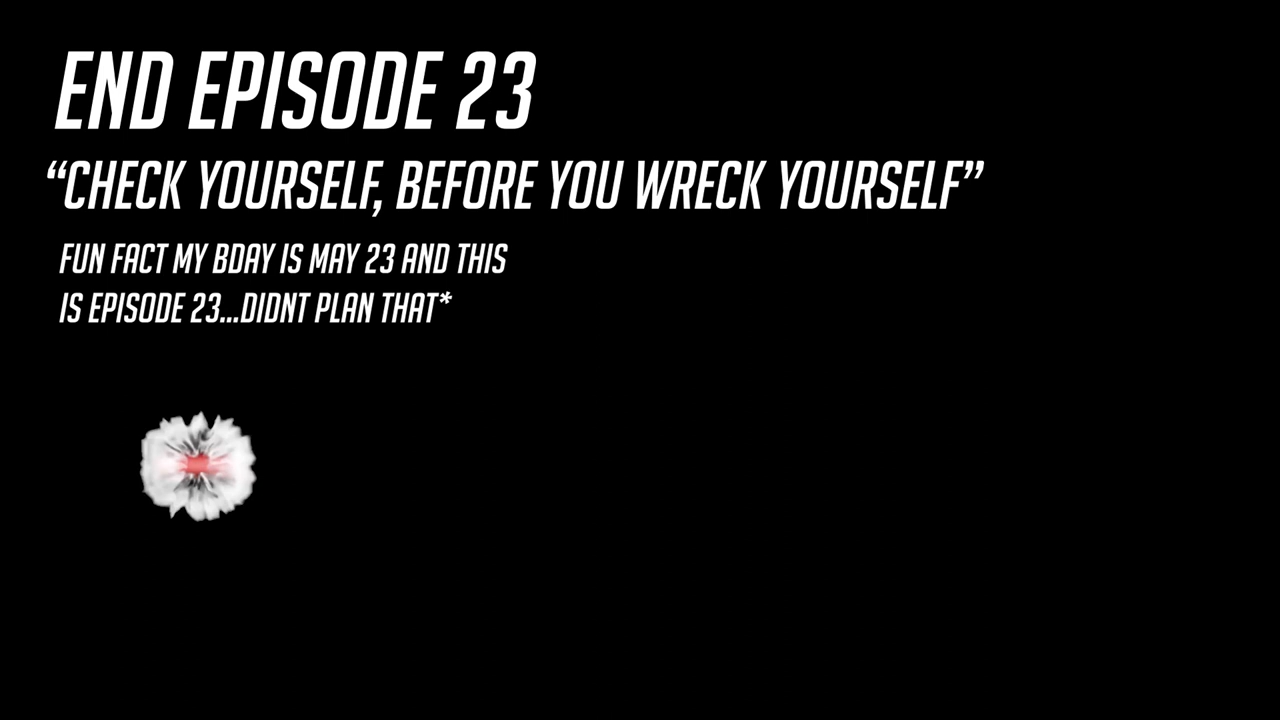 END EPISODE 23
“CHECK YOURSELF, BEFORE YOU WRECK YOURSELF”
FUN FACT MY BDAY IS MAY 23 AND THIS
IS EPISODE 23...DIDNT PLAN THAT*